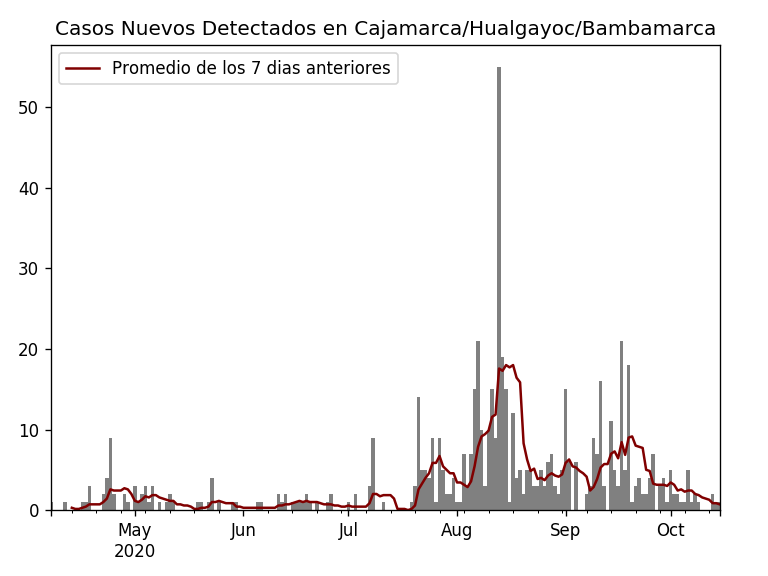 Casos Nuevos Detectados en Cajamarca/Hualgayoc/Bambamarca
Promedio de los 7 dias anteriores
50
40
30
20
10
0
May Jun Jul Aug Sep Oct
2020